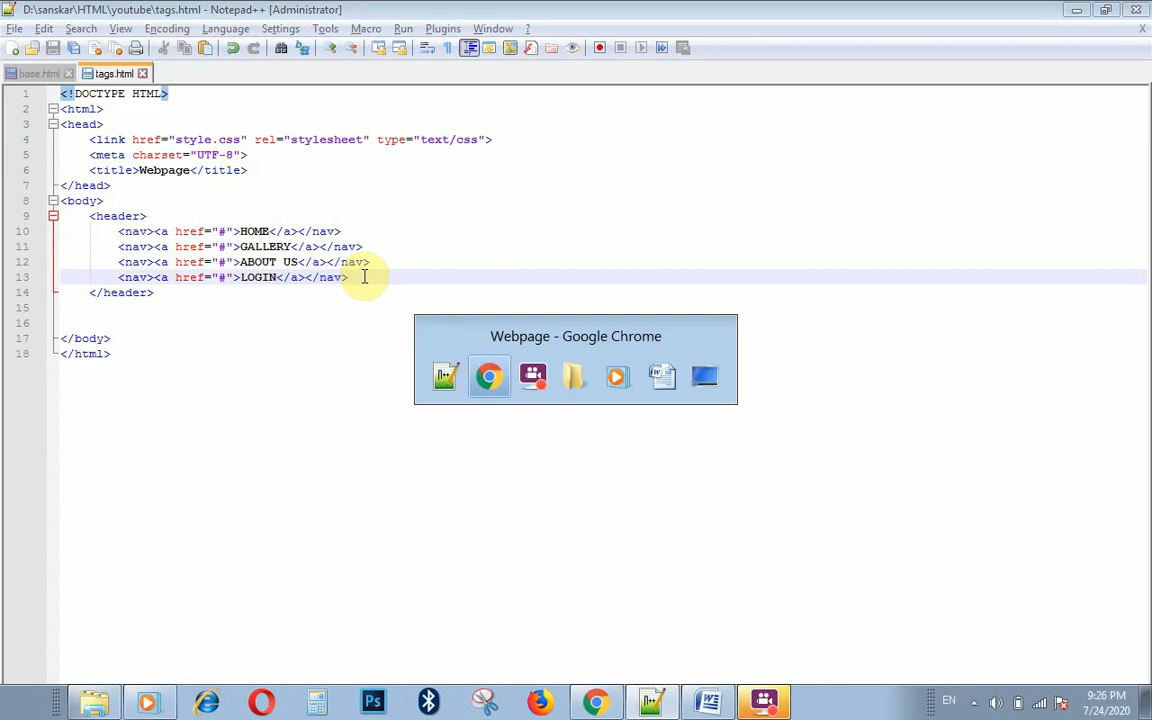 D:\sanskar\HTML\youtube\tags.html - Notepad++ [Administrator]
File Edit Search View Encoding Language Settings Tools Macro Run Plugins Window ? X
base.html tags.html
1 <!DOCTYPE HTML>
2 <html>
3 <head>
4 <link href="style.css" rel="stylesheet" type="text/css">
5 <meta charset="UTF-8">
6 <title>Webpage</title>
7 </head>
8 <body>
9 <header>
10 <nav><a href="#">HOME</a></nav>
11 <nav><a href="#">GALLERY</a></nav>
12 <nav><a href="#">ABOUT US</a></nav>
13 <nav><a href="#">LOGIN</a></nav>
14 </header>
15
16
17 </body>
18 </html>
Webpage - Google Chrome
EN
9:26 PM
7/24/2020